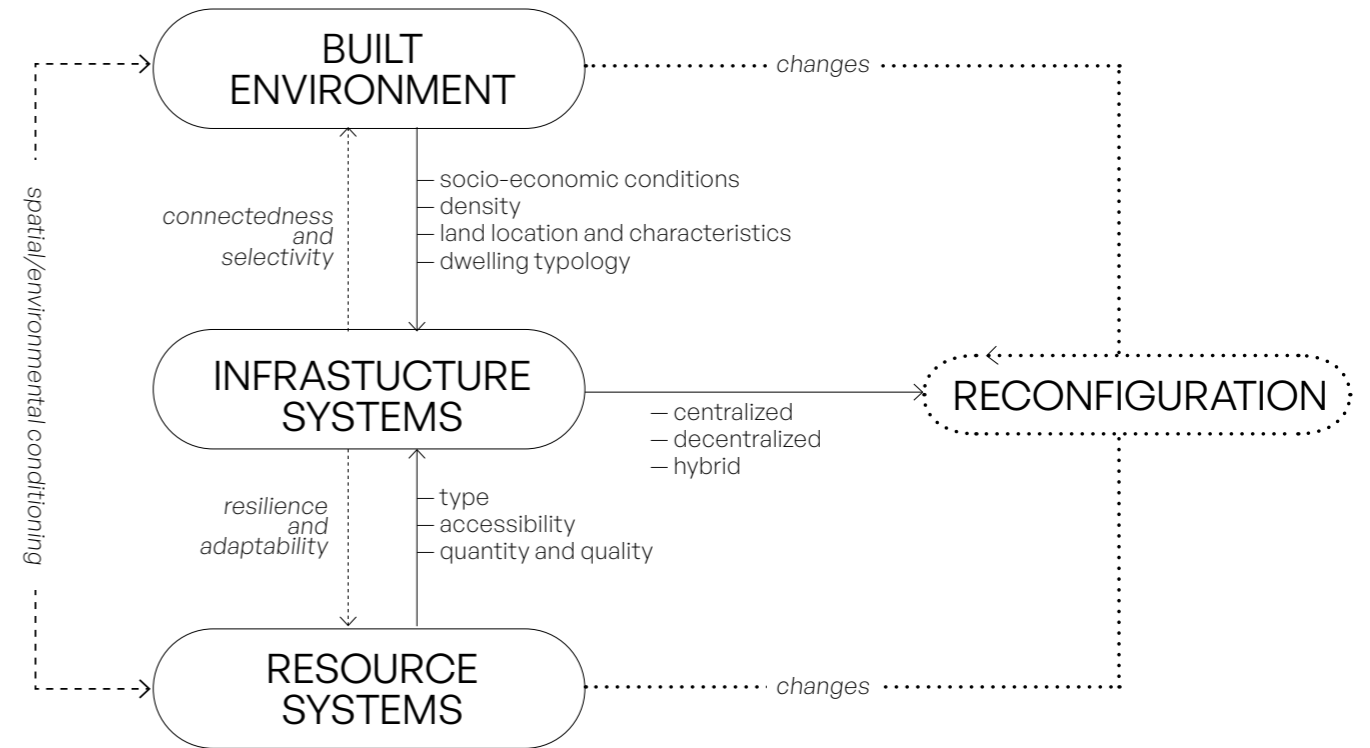 BUILT
ENVIRONMENT
changes
socio-economic conditions
density
land location and characteristics
dwelling typology
connectedness
and
selectivity
spatial/environmental conditioning
INFRASTUCTURE
SYSTEMS
— centralized
— decentralized
— hybrid
RECONFIGURATION
resilience
and
adaptability
type
accessibility
quantity and quality
RESOURCE
SYSTEMS
changes